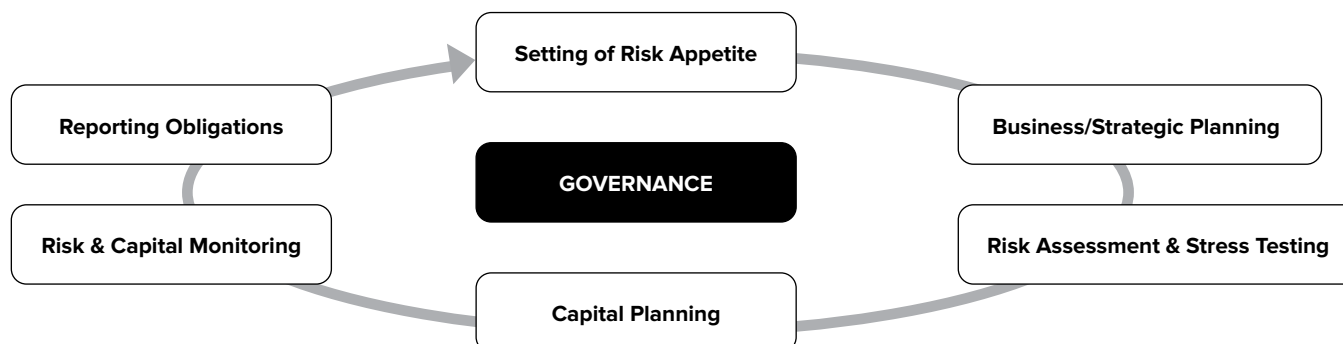 Setting of Risk Appetite
Reporting Obligations
Business/Strategic Planning
GOVERNANCE
Risk & Capital Monitoring
Risk Assessment & Stress Testing
Capital Planning